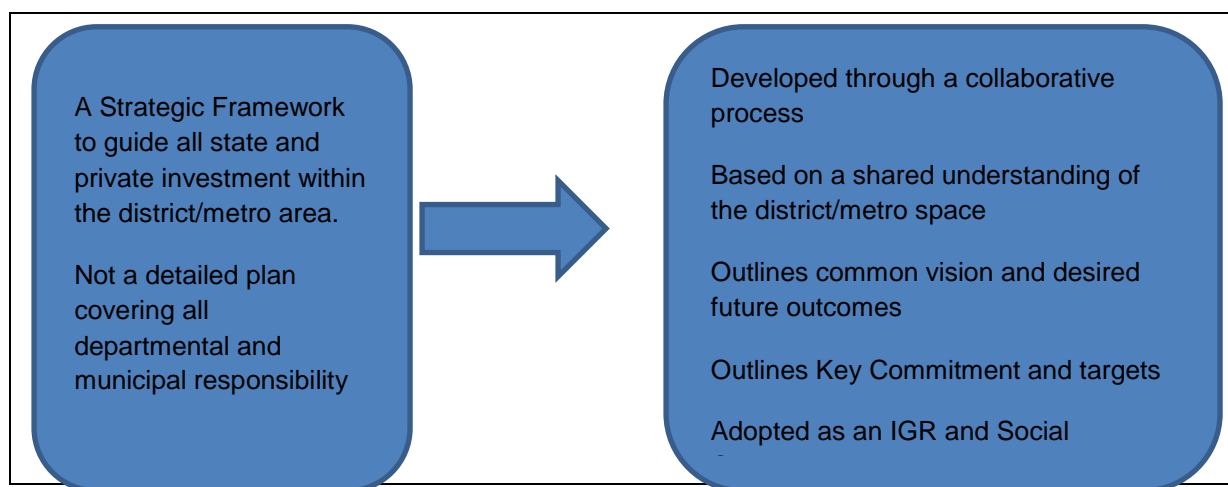 A Strategic Framework
to guide all state and
private investment within
the district/metro area.
Not a detailed plan
covering all
departmental and
municipal responsibility
Developed through a collaborative
process
Based on a shared understanding of
the district/metro space
Outlines common vision and desired
future outcomes
Outlines Key Commitment and targets
Adopted as an IGR and Social